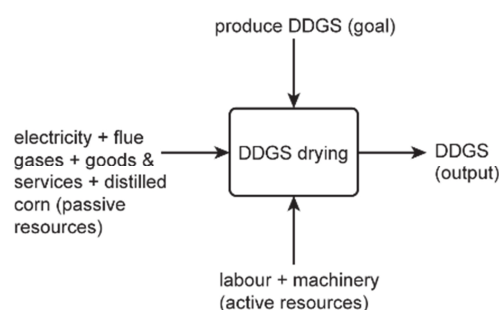 produce DDGS (goal)
electricity + flue
gases + goods &
services + distilled
corn (passive
resources)
DDGS drying
DDGS
(output)
labour + machinery
(active resources)